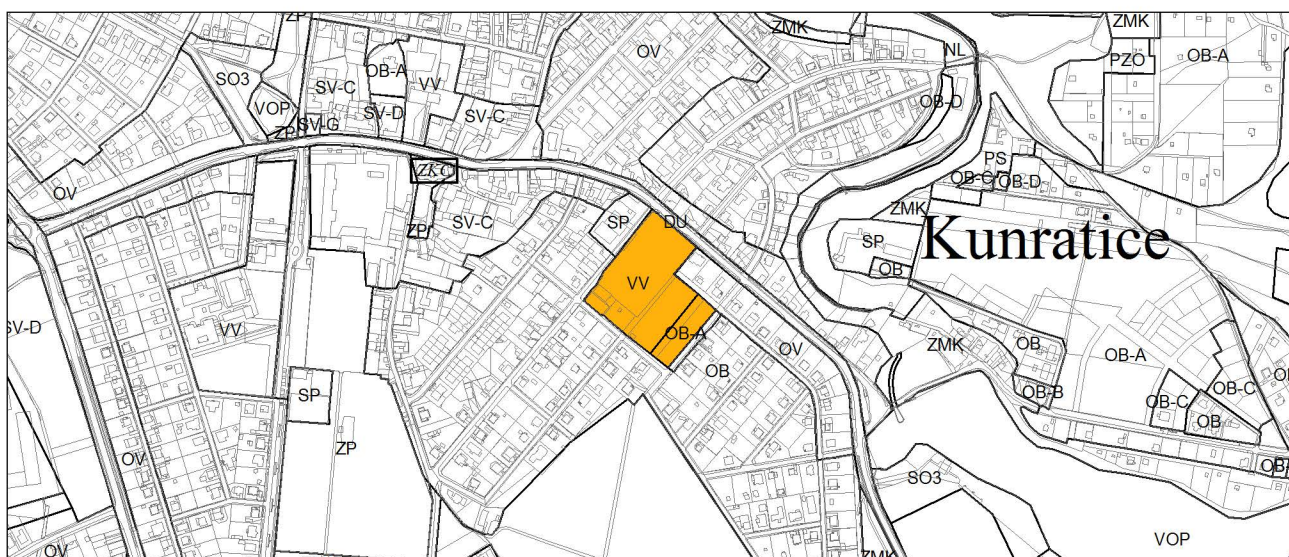 ZP
ZMK
ZMK
OV
NL
OB-A
OB-A
PZO
SO3
SV-C
VV
OB-D
VOP
SV-D
SV-C
SV-G
ZP
PS
ZKC
OB-C
OB-D
OV
SV-C
SP
DU
ZMK
Kunratice
ZP
SP
OB
VV
SV-D
VV
OB-A
OV
ZMK
OB
OB-A
OB
OB-C
SP
OB-B
OB-C
OB
OV
ZP
SO3
OV
ZMK
VOP